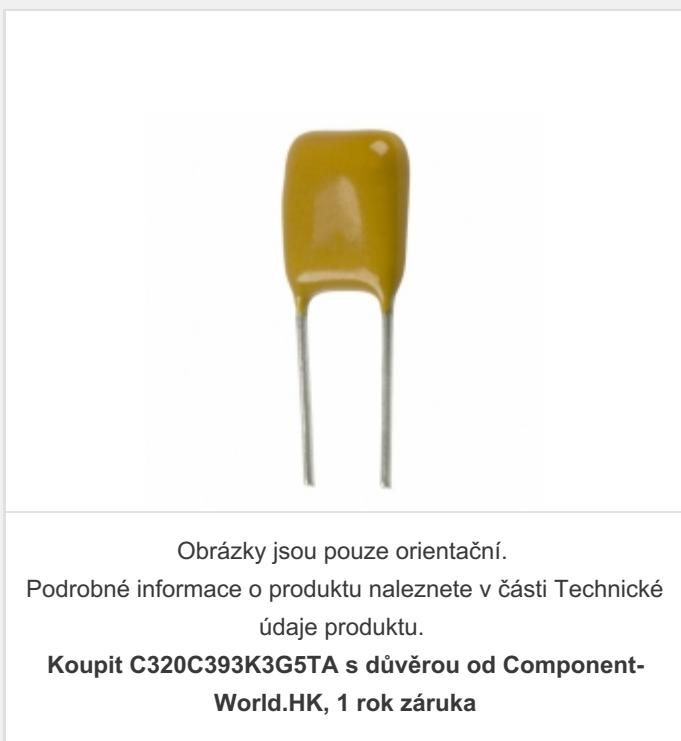 Obrázky jsou pouze orientační.
Podrobné informace o produktu naleznete v části Technické
údaje produktu.
Koupit C320C393K3G5TA s důvěrou od Component-
World.HK, 1 rok záruka